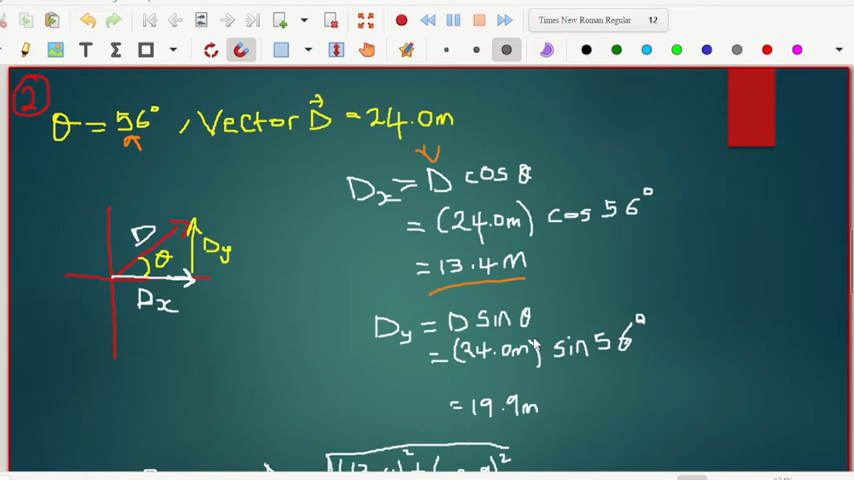 Times New Roman Regular 12
2
θ = 56° , Vector D⃗ = 24.0m
Dx = D cos θ
= (24.0m) cos 56°
= 13.4m
D
θ
Dy
Dx
Dy = D sin θ
= (24.0m) sin 56°
= 19.9m